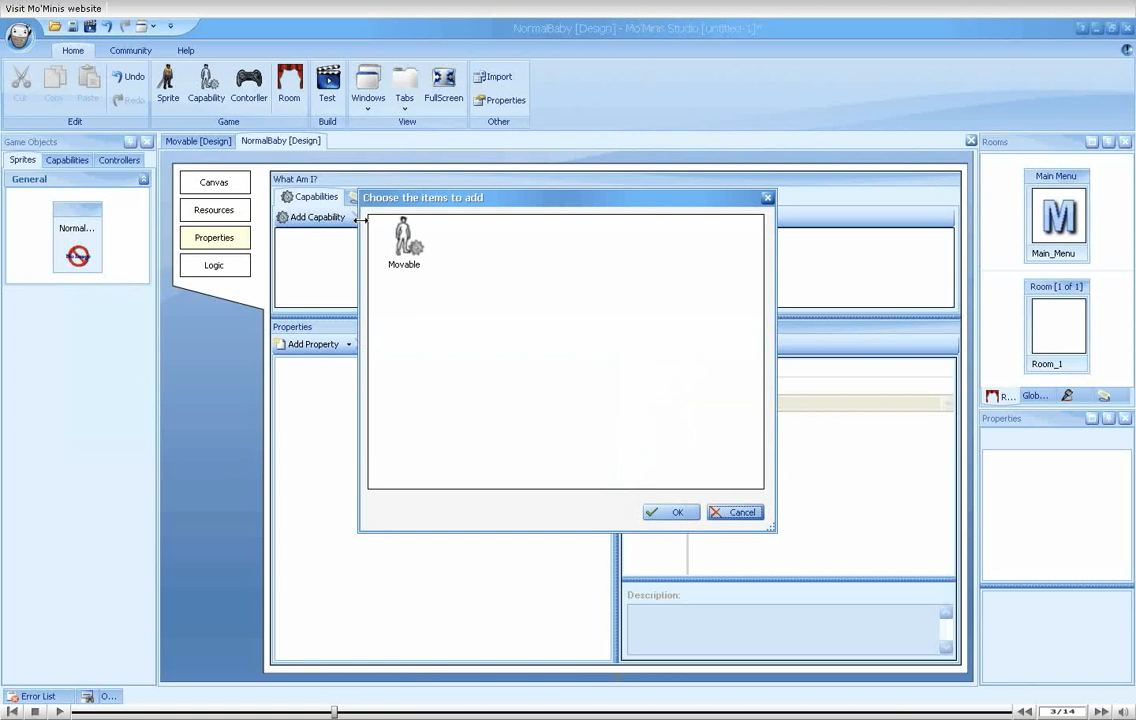 Visit Mo'Minis website
NormalBaby [Design] - Mo'Minis Studio [untitled-1]*
Home Community Help
Cut Copy Paste Undo Redo
Sprite Capability Contorller Room Test Windows Tabs FullScreen Import Properties
Edit Game Build View Other
Game Objects
Sprites Capabilities Controllers
General
Normal...
Movable [Design] NormalBaby [Design]
Canvas
Resources
Properties
Logic
What Am I?
Capabilities
Add Capability
Choose the items to add
Movable
OK Cancel
Properties
Add Property
Description:
Rooms
Main Menu
M
Main_Menu
Room [1 of 1]
Room_1
R... Glob...
Properties
Error List O...
3/14